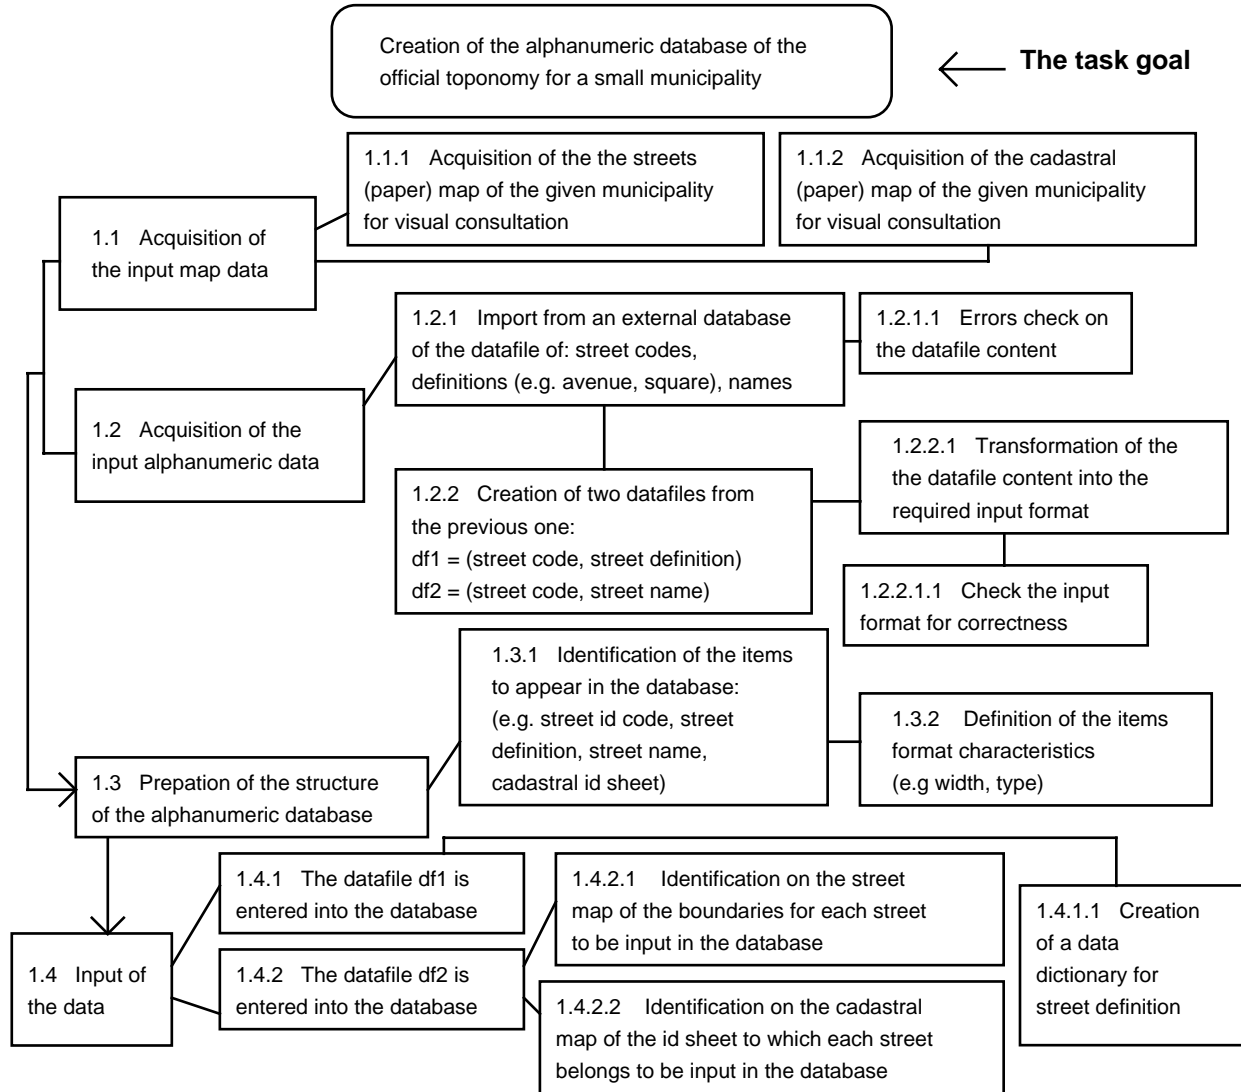 Creation of the alphanumeric database of the
official toponomy for a small municipality
The task goal
1.1.1 Acquisition of the the streets
(paper) map of the given municipality
for visual consultation
1.1.2 Acquisition of the cadastral
(paper) map of the given municipality
for visual consultation
1.1 Acquisition of
the input map data
1.2.1 Import from an external database
of the datafile of: street codes,
definitions (e.g. avenue, square), names
1.2.1.1 Errors check on
the datafile content
1.2 Acquisition of the
input alphanumeric data
1.2.2.1 Transformation of the
the datafile content into the
required input format
1.2.2 Creation of two datafiles from
the previous one:
df1 = (street code, street definition)
df2 = (street code, street name)
1.2.2.1.1 Check the input
format for correctness
1.3.1 Identification of the items
to appear in the database:
(e.g. street id code, street
definition, street name,
cadastral id sheet)
1.3.2 Definition of the items
format characteristics
(e.g width, type)
1.3 Prepation of the structure
of the alphanumeric database
1.4.1 The datafile df1 is
entered into the database
1.4.2.1 Identification on the street
map of the boundaries for each street
to be input in the database
1.4.1.1 Creation
of a data
dictionary for
street definition
1.4 Input of
the data
1.4.2 The datafile df2 is
entered into the database
1.4.2.2 Identification on the cadastral
map of the id sheet to which each street
belongs to be input in the database